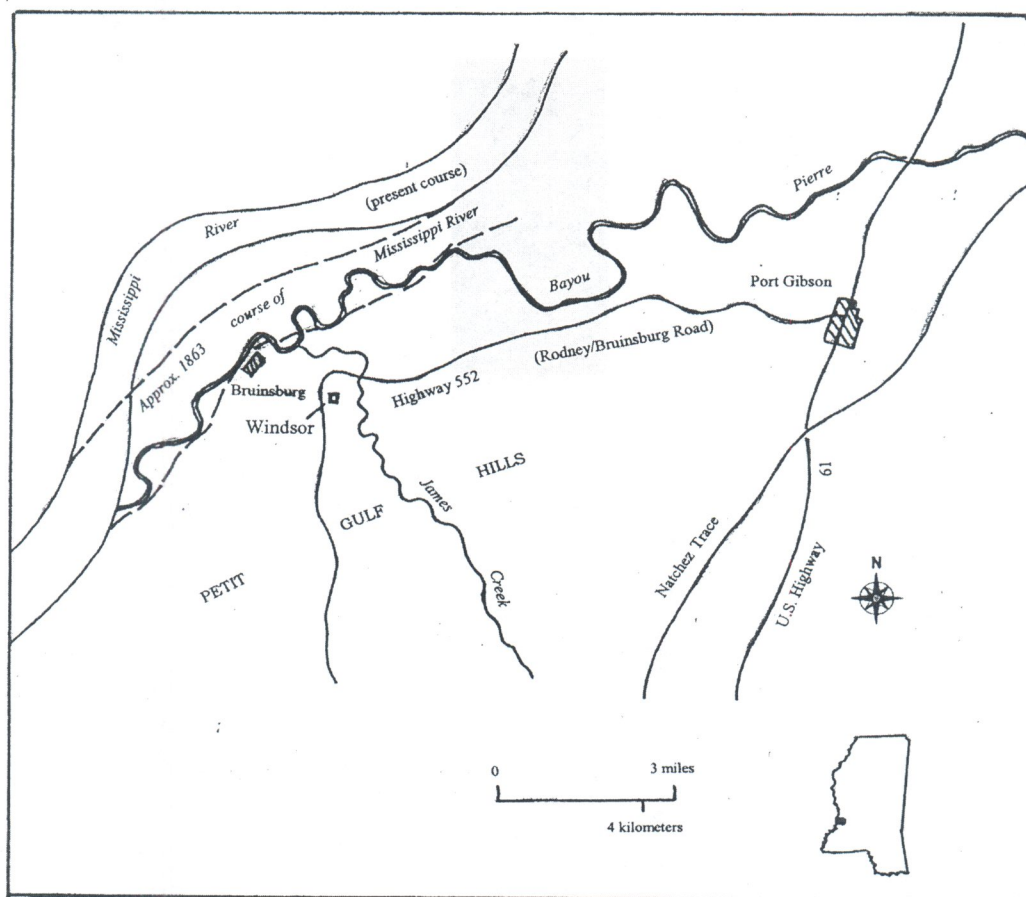 (present course)
River
Mississippi
Mississippi River
course of
Approx. 1863
Pierre
Bayou
Port Gibson
(Rodney/Bruinsburg Road)
Highway 552
Bruinsburg
Windsor
HILLS
James
GULF
Creek
PETIT
61
Natchez Trace
U.S. Highway
N
0
3 miles
4 kilometers